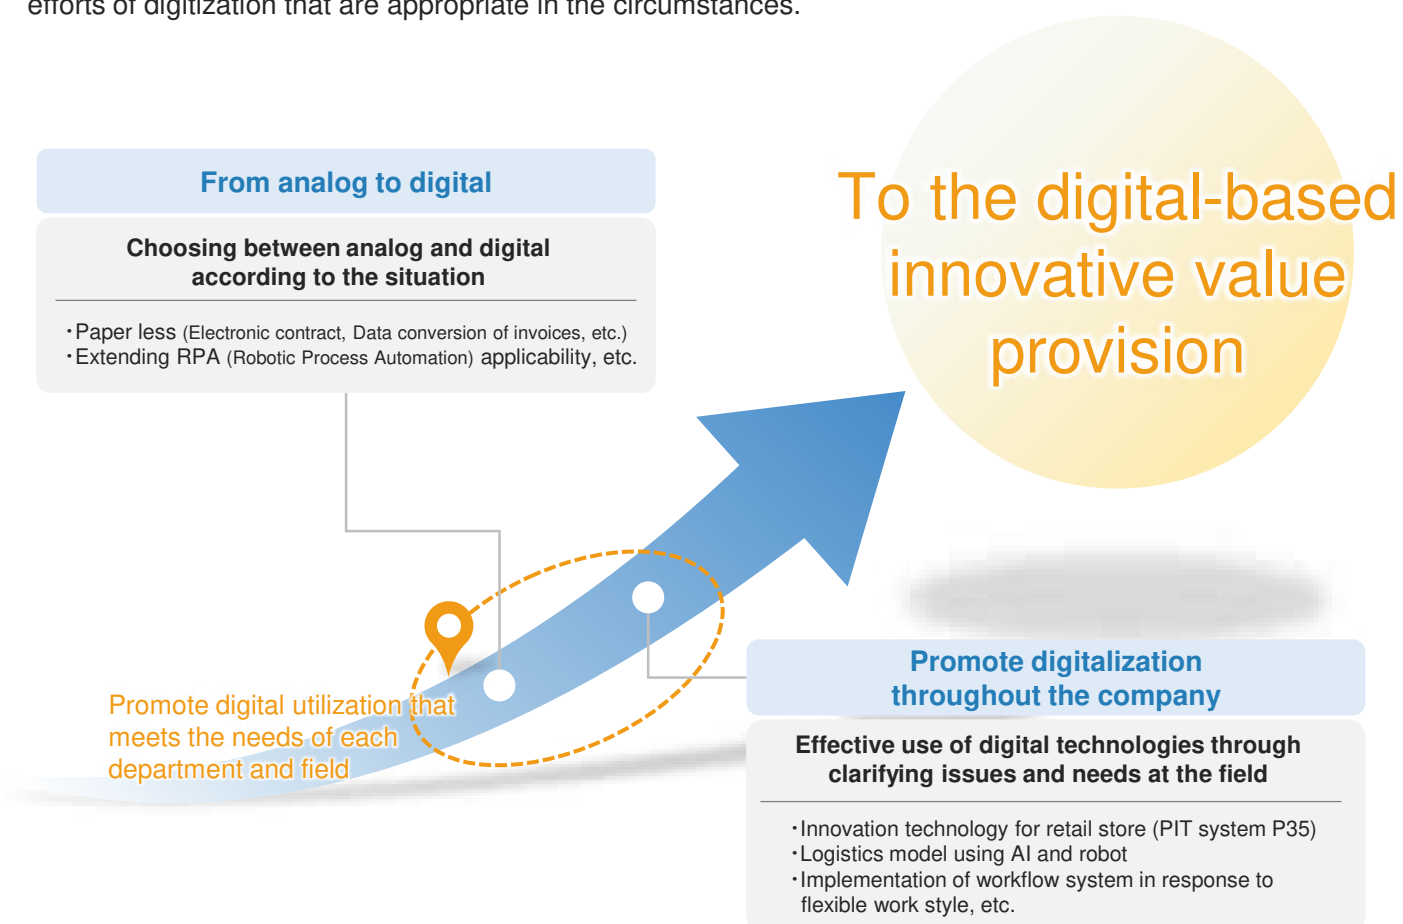 efforts of digitization that are appropriate in the circumstances.
From analog to digital
Choosing between analog and digital
according to the situation
・Paper less (Electronic contract, Data conversion of invoices, etc.)
・Extending RPA (Robotic Process Automation) applicability, etc.
To the digital-based
innovative value
provision
Promote digital utilization that
meets the needs of each
department and field
Promote digitalization
throughout the company
Effective use of digital technologies through
clarifying issues and needs at the field
・Innovation technology for retail store (PIT system P35)
・Logistics model using AI and robot
・Implementation of workflow system in response to
flexible work style, etc.